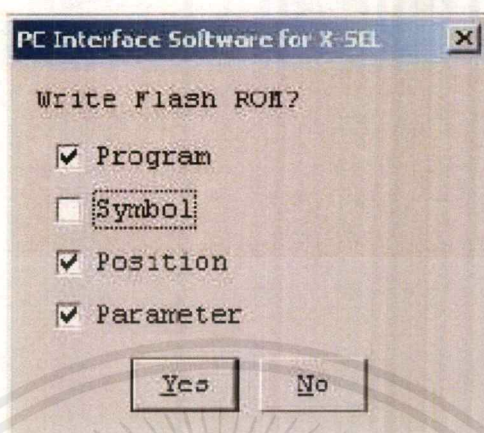 PC Interface Software for X-SEL
Write Flash ROM?
Program
Symbol
Position
Parameter
Yes
No